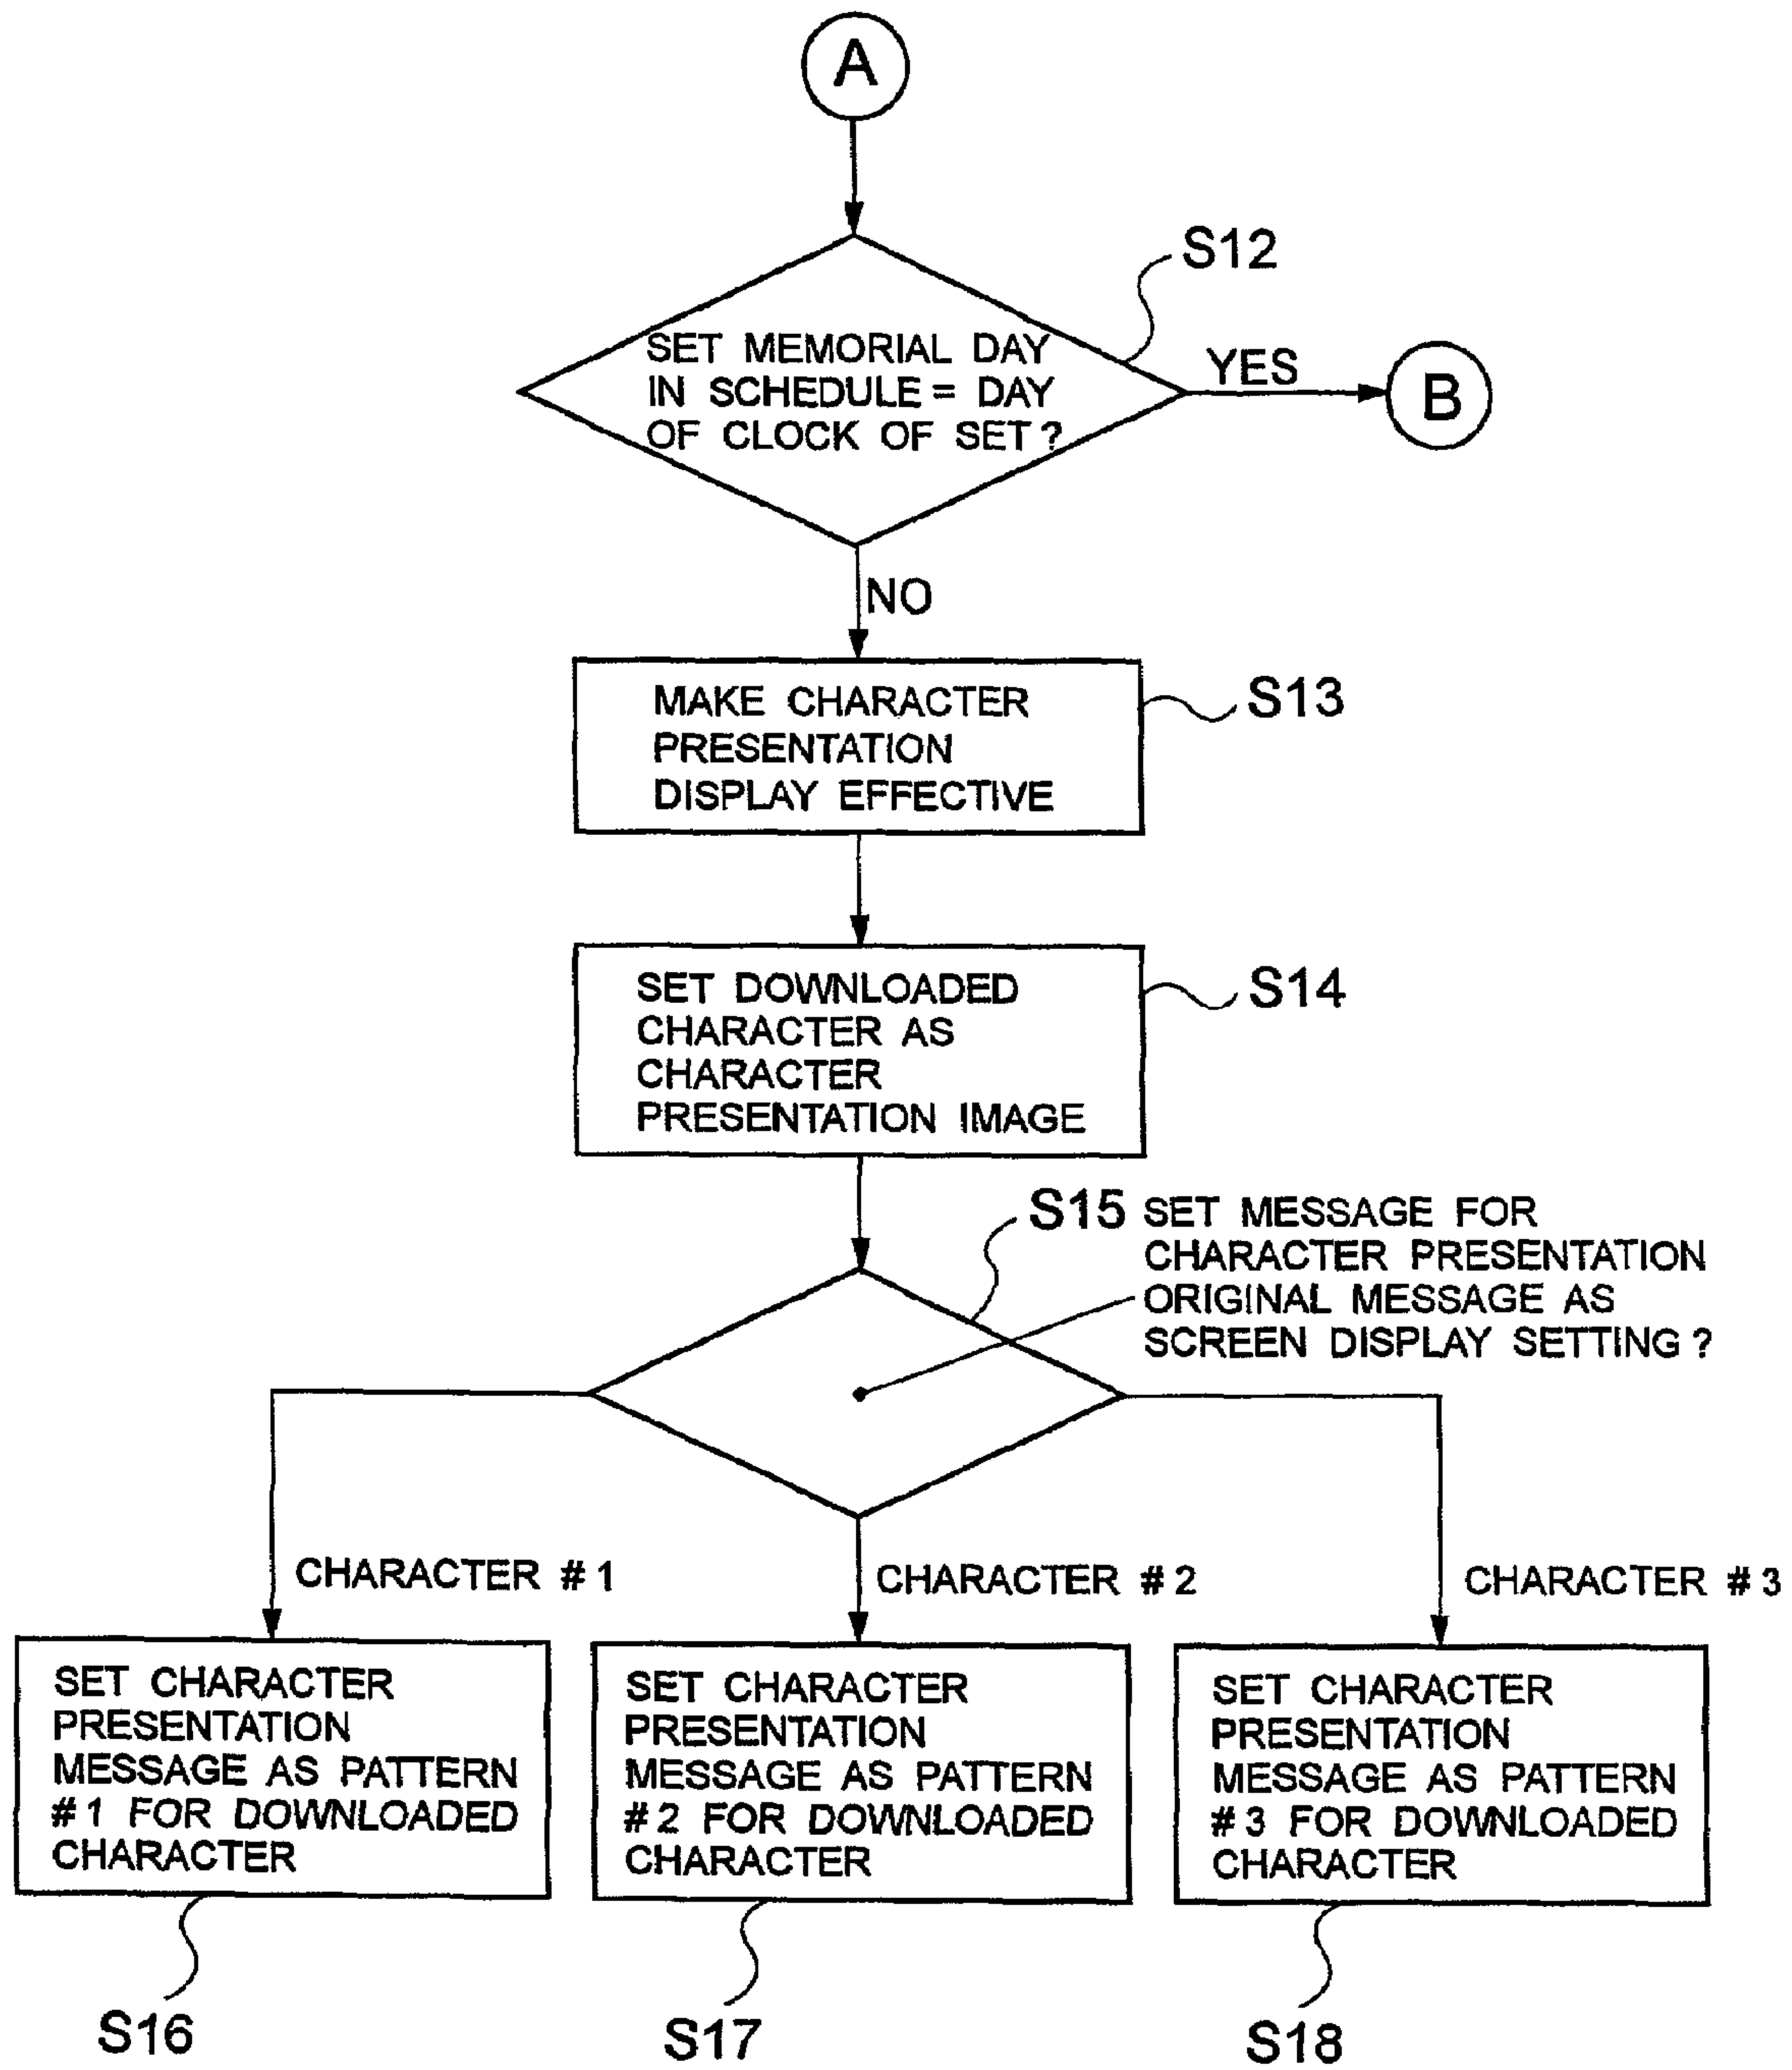 A
S12
SET MEMORIAL DAY
IN SCHEDULE = DAY
OF CLOCK OF SET ?
YES
B
NO
MAKE CHARACTER
PRESENTATION
DISPLAY EFFECTIVE
S13
SET DOWNLOADED
CHARACTER AS
CHARACTER
PRESENTATION IMAGE
S14
S15
SET MESSAGE FOR
CHARACTER PRESENTATION
ORIGINAL MESSAGE AS
SCREEN DISPLAY SETTING ?
CHARACTER # 1
CHARACTER # 2
CHARACTER # 3
SET CHARACTER
PRESENTATION
MESSAGE AS PATTERN
# 1 FOR DOWNLOADED
CHARACTER
SET CHARACTER
PRESENTATION
MESSAGE AS PATTERN
# 2 FOR DOWNLOADED
CHARACTER
SET CHARACTER
PRESENTATION
MESSAGE AS PATTERN
# 3 FOR DOWNLOADED
CHARACTER
S16
S17
S18